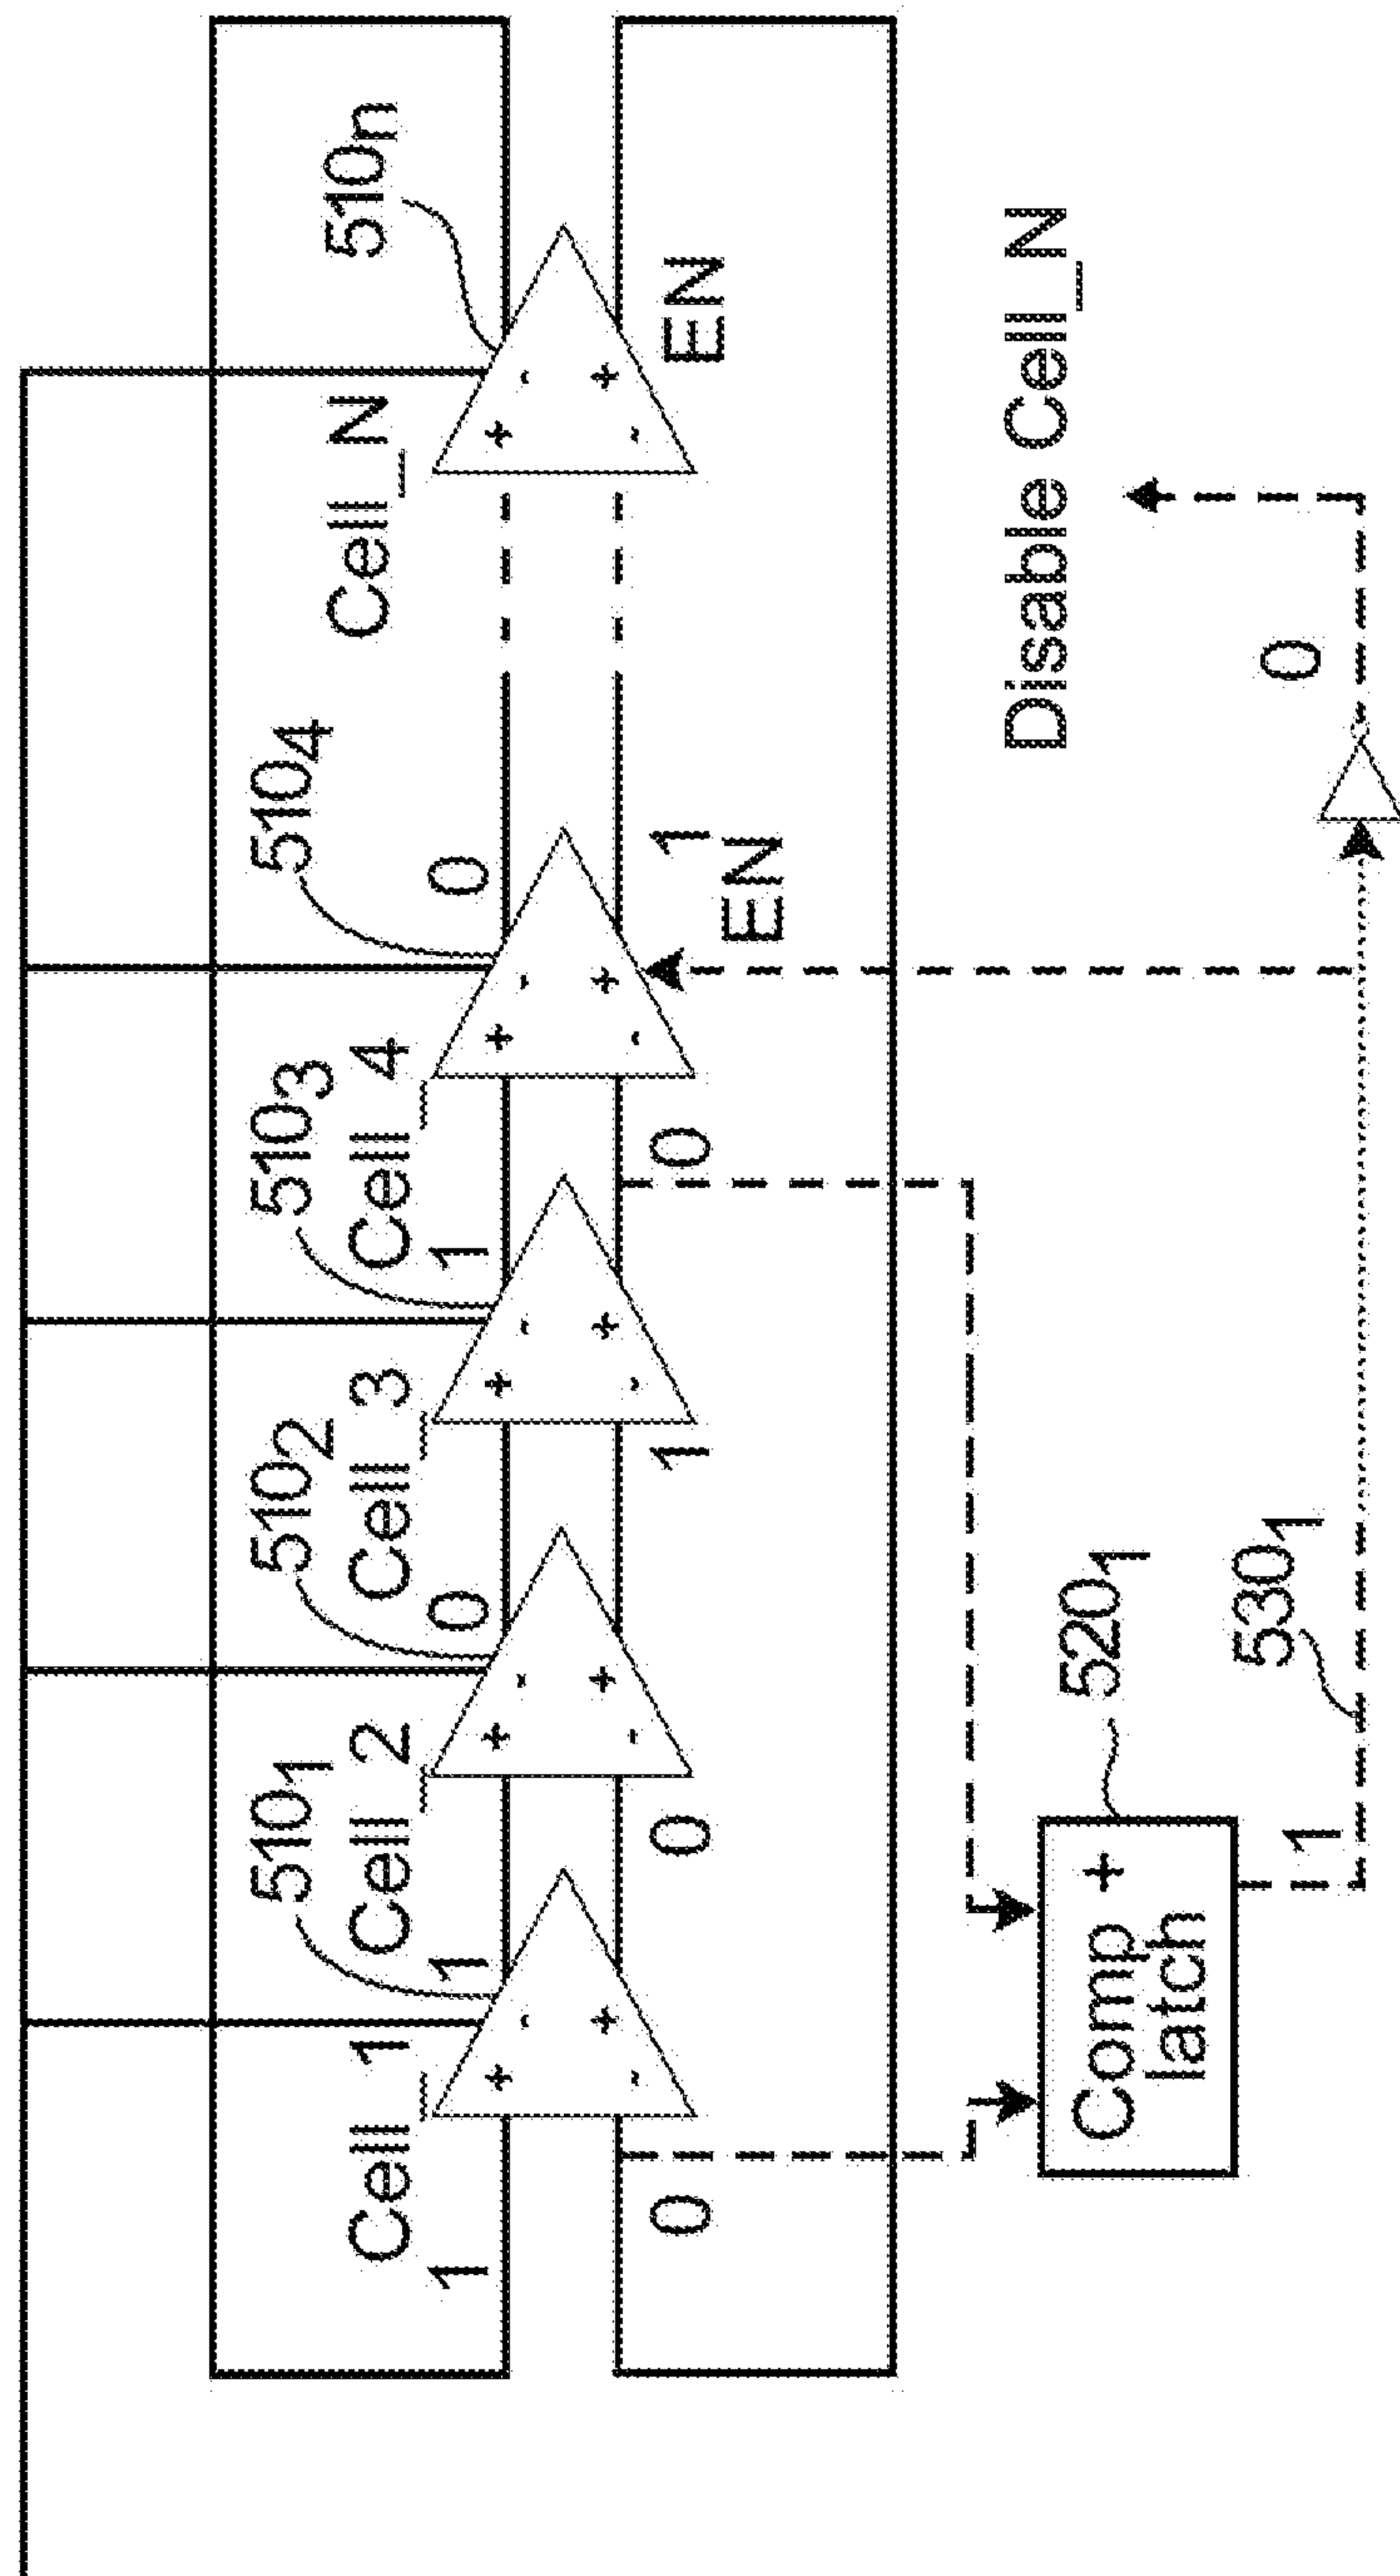 510₁
510₂
510₃
510₄
510ₙ
Cell_1
Cell_2
Cell_3
Cell_4
Cell_N
1
1
0
1
0
+ - + -
+ - + -
+ - + -
+ - + -
+ - + -
0
0
1
0
1
EN
EN
Disable Cell_N
Comp +
latch
520₁
1
530₁
0